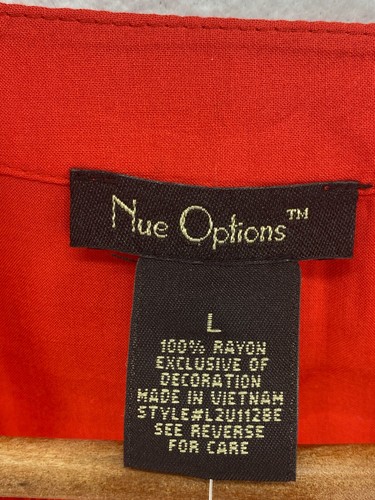 Nue Options™
L
100% RAYON
EXCLUSIVE OF
DECORATION
MADE IN VIETNAM
STYLE#L2U112BE
SEE REVERSE
FOR CARE